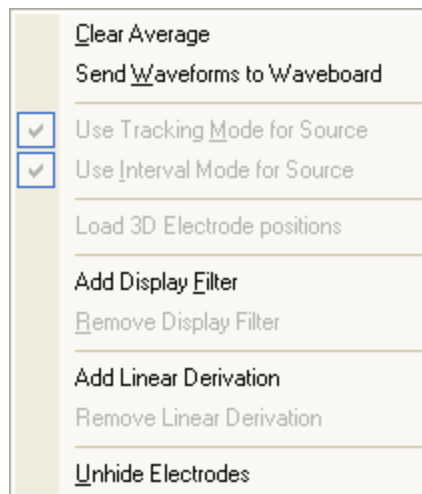 Clear Average
Send Waveforms to Waveboard
Use Tracking Mode for Source
Use Interval Mode for Source
Load 3D Electrode positions
Add Display Filter
Remove Display Filter
Add Linear Derivation
Remove Linear Derivation
Unhide Electrodes